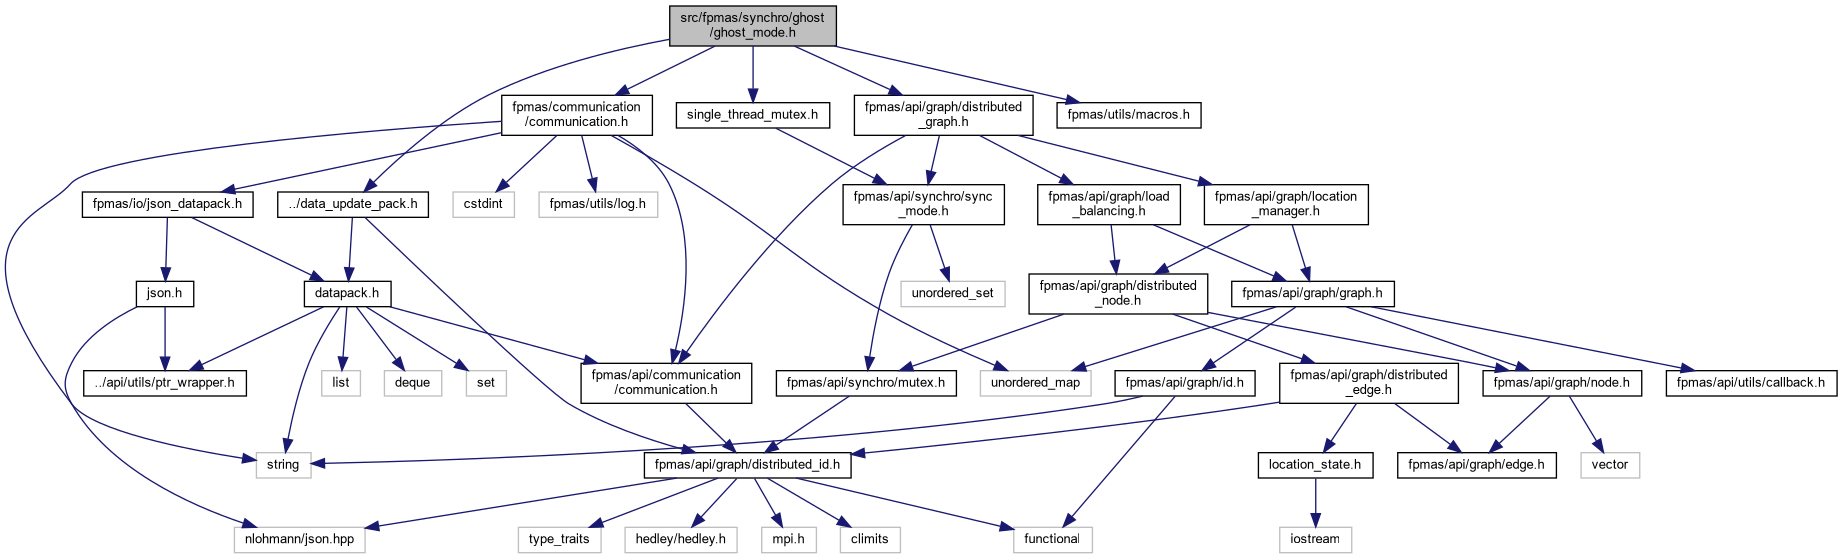 src/fpmas/synchro/ghost
/ghost_mode.h
fpmas/communication
/communication.h
single_thread_mutex.h
fpmas/api/graph/distributed
_graph.h
fpmas/utils/macros.h
fpmas/io/json_datapack.h
../data_update_pack.h
cstdint
fpmas/utils/log.h
fpmas/api/synchro/sync
_mode.h
fpmas/api/graph/load
_balancing.h
fpmas/api/graph/location
_manager.h
json.h
datapack.h
unordered_set
fpmas/api/graph/distributed
_node.h
fpmas/api/graph/graph.h
../api/utils/ptr_wrapper.h
list
deque
set
fpmas/api/communication
/communication.h
fpmas/api/synchro/mutex.h
unordered_map
fpmas/api/graph/id.h
fpmas/api/graph/distributed
_edge.h
fpmas/api/graph/node.h
fpmas/api/utils/callback.h
string
fpmas/api/graph/distributed_id.h
location_state.h
fpmas/api/graph/edge.h
vector
nlohmann/json.hpp
type_traits
hedley/hedley.h
mpi.h
climits
functional
iostream